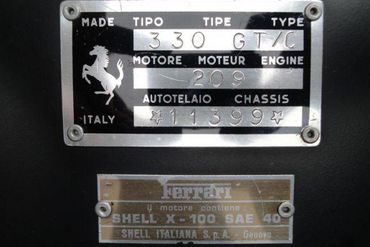 MADE TIPO TIPE TYPE
330 GT/C
MOTORE MOTEUR ENGINE
209
AUTOTELAIO CHASSIS
☆11399☆
ITALY
Ferrari
il motore contiene
SHELL X-100 SAE 40
SHELL ITALIANA S.p.A. - Genova